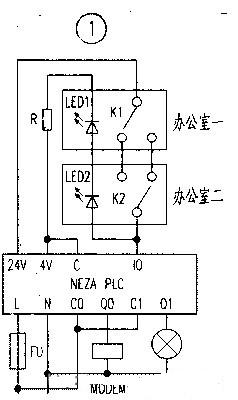 1
LED1
K1
R
办公室一
LED2
K2
办公室二
24V 4V C I0
NEZA PLC
L N C0 Q0 C1 O1
FU
MODEM